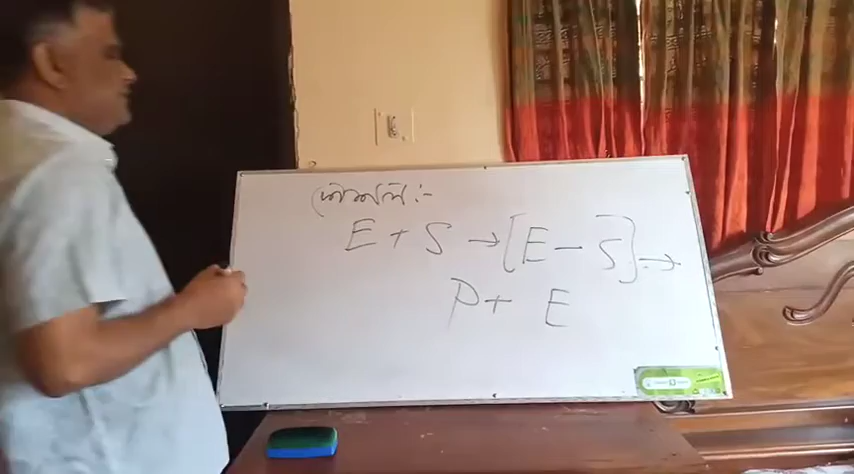 কৌশল :-
E + S → [E – S] →
P + E